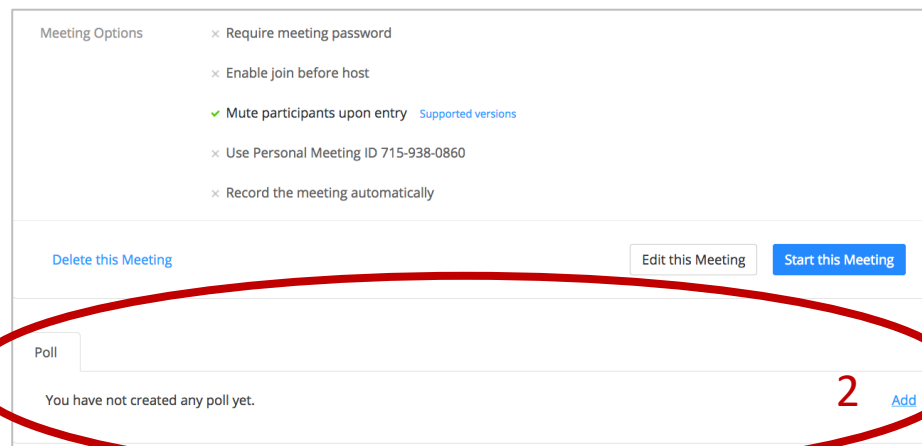 Meeting Options × Require meeting password
× Enable join before host
✓ Mute participants upon entry Supported versions
× Use Personal Meeting ID 715-938-0860
× Record the meeting automatically
Delete this Meeting Edit this Meeting Start this Meeting
Poll
You have not created any poll yet. 2 Add